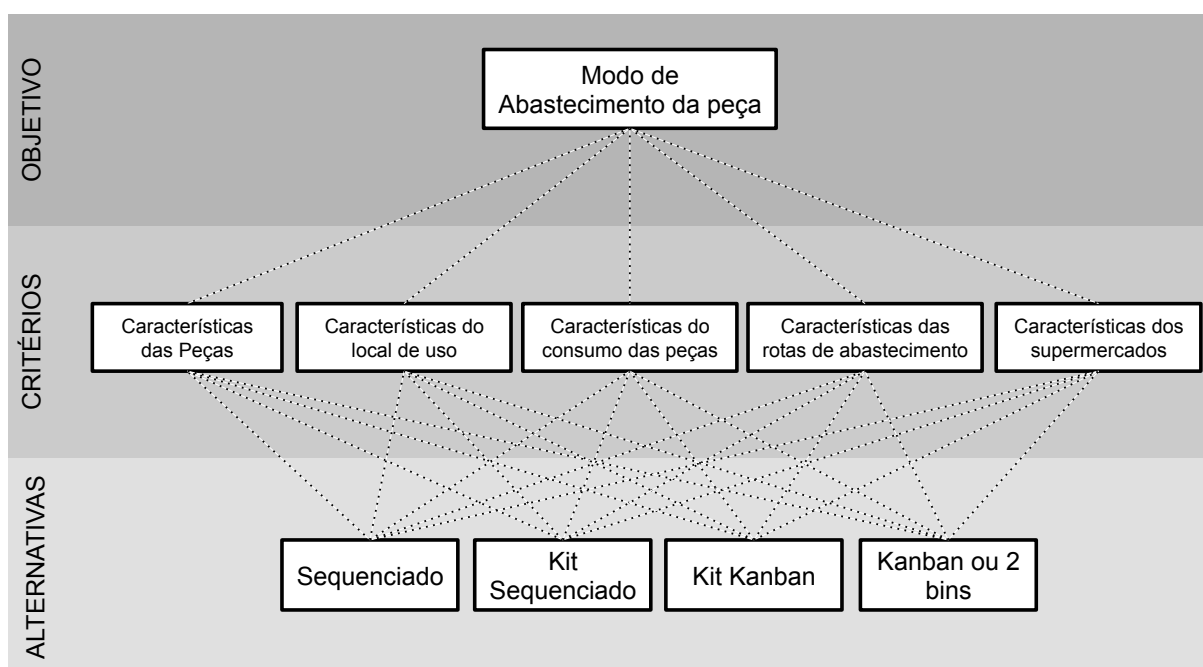 OBJETIVO
Modo de
Abastecimento da peça
CRITÉRIOS
Características
das Peças
Características do
local de uso
Características do
consumo das peças
Características das
rotas de abastecimento
Características dos
supermercados
ALTERNATIVAS
Sequenciado
Kit
Sequenciado
Kit Kanban
Kanban ou 2
bins